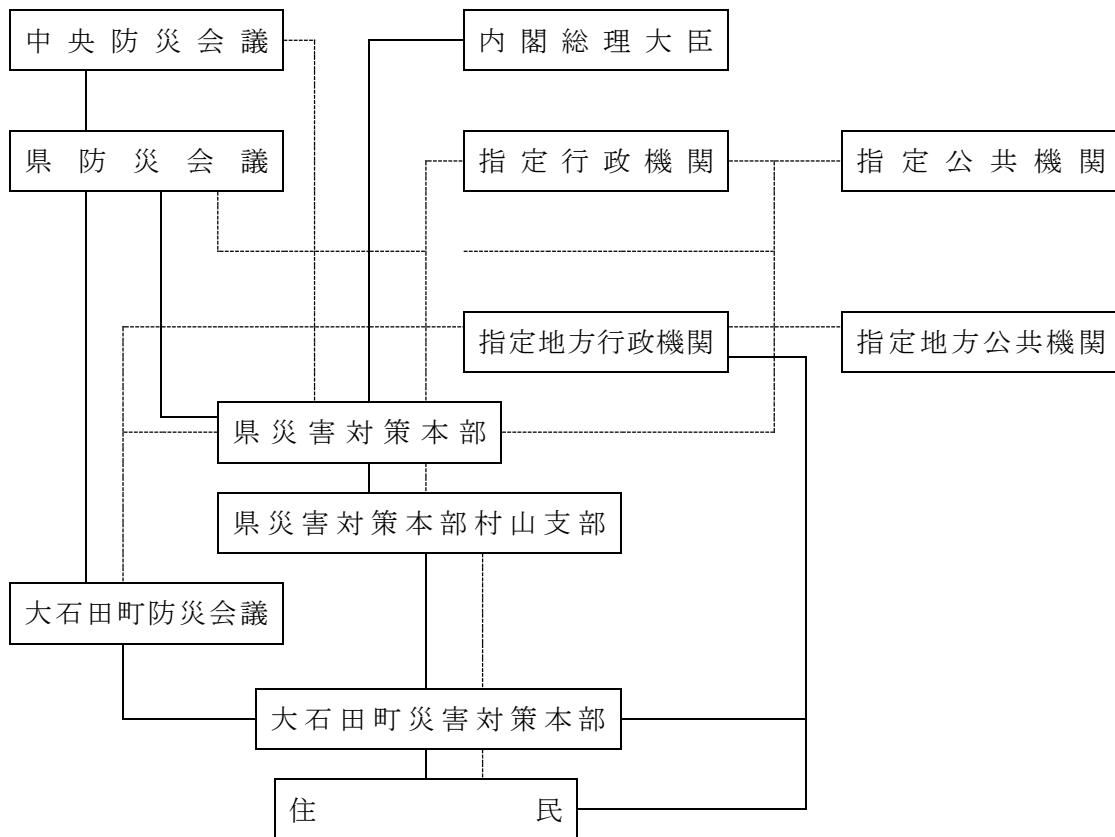 中央防災会議
内閣総理大臣
県防災会議
指定行政機関
指定公共機関
指定地方行政機関
指定地方公共機関
県災害対策本部
県災害対策本部村山支部
大石田町防災会議
大石田町災害対策本部
住民